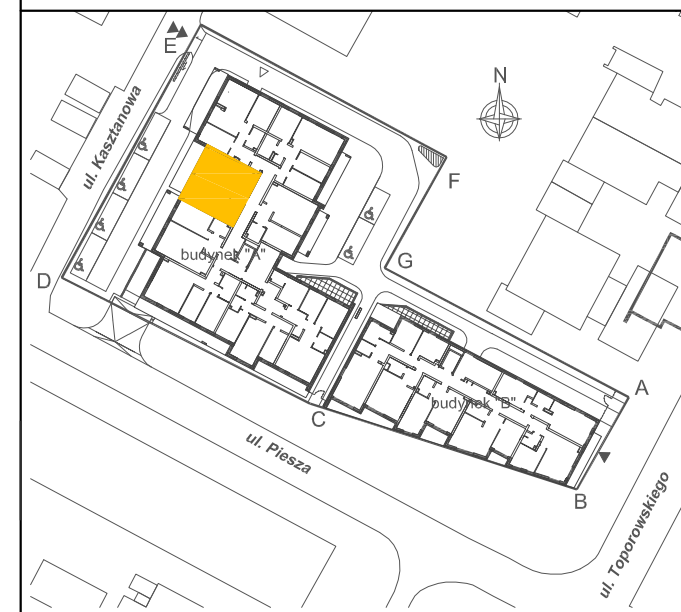 E
N
ul. Kasztanowa
F
budynek "A"
G
D
A
budynek "B"
C
ul. Piesza
B
ul. Toporowskiego